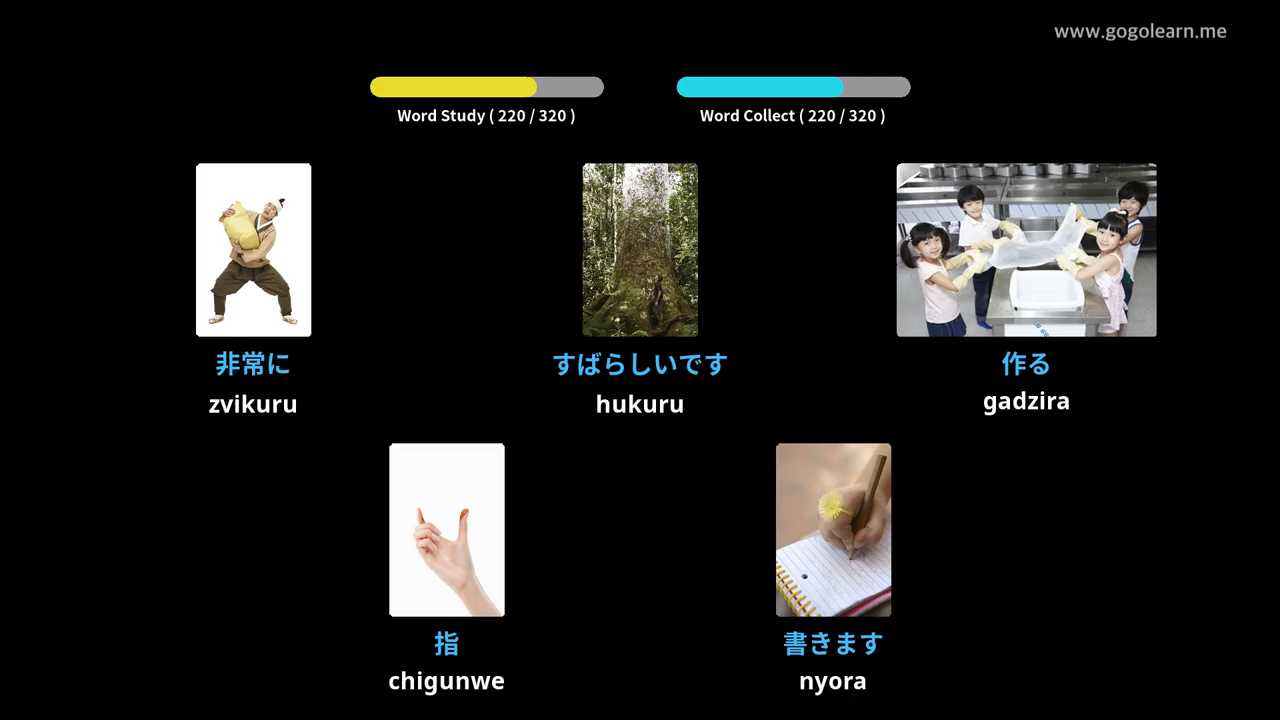 www.gogolearn.me
Word Study ( 220 / 320 )
Word Collect ( 220 / 320 )
非常に
zvikuru
すばらしいです
hukuru
作る
gadzira
指
chigunwe
書きます
nyora